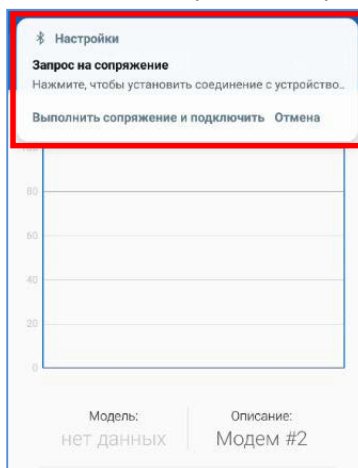 Настройки
Запрос на сопряжение
Нажмите, чтобы установить соединение с устройство..
Выполнить сопряжение и подключить Отмена
100
80
60
40
20
0
Модель: Описание:
нет данных Модем #2